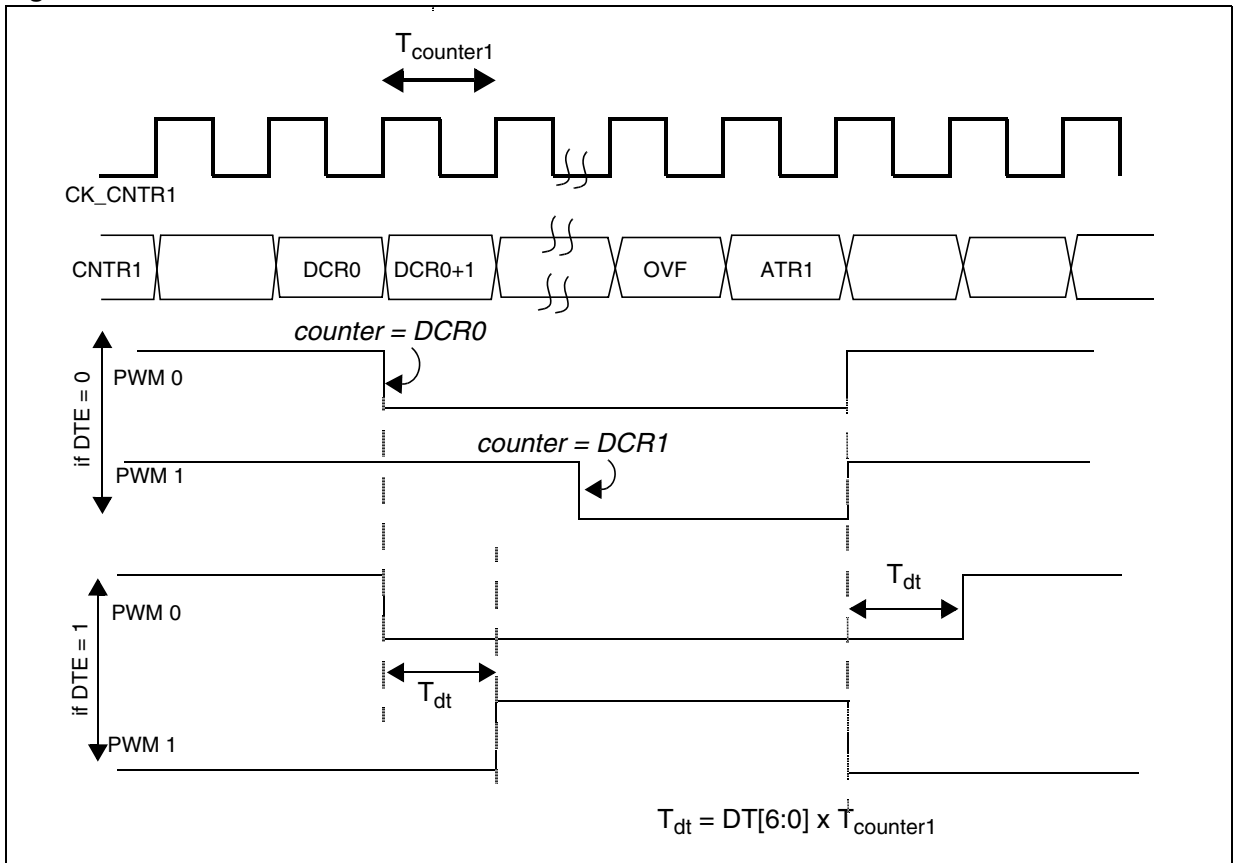 T_counter1
CK_CNTR1
CNTR1 DCR0 DCR0+1 OVF ATR1
counter = DCR0
if DTE = 0
PWM 0
counter = DCR1
PWM 1
T_dt
if DTE = 1
PWM 0
T_dt
PWM 1
T_dt = DT[6:0] x T_counter1